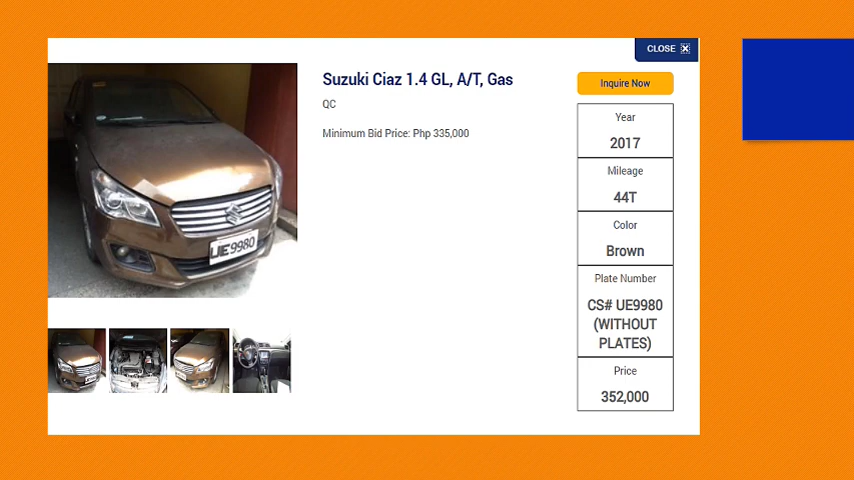 CLOSE
Suzuki Ciaz 1.4 GL, A/T, Gas
QC
Minimum Bid Price: Php 335,000
UE9980
Inquire Now
Year
2017
Mileage
44T
Color
Brown
Plate Number
CS# UE9980
(WITHOUT
PLATES)
Price
352,000